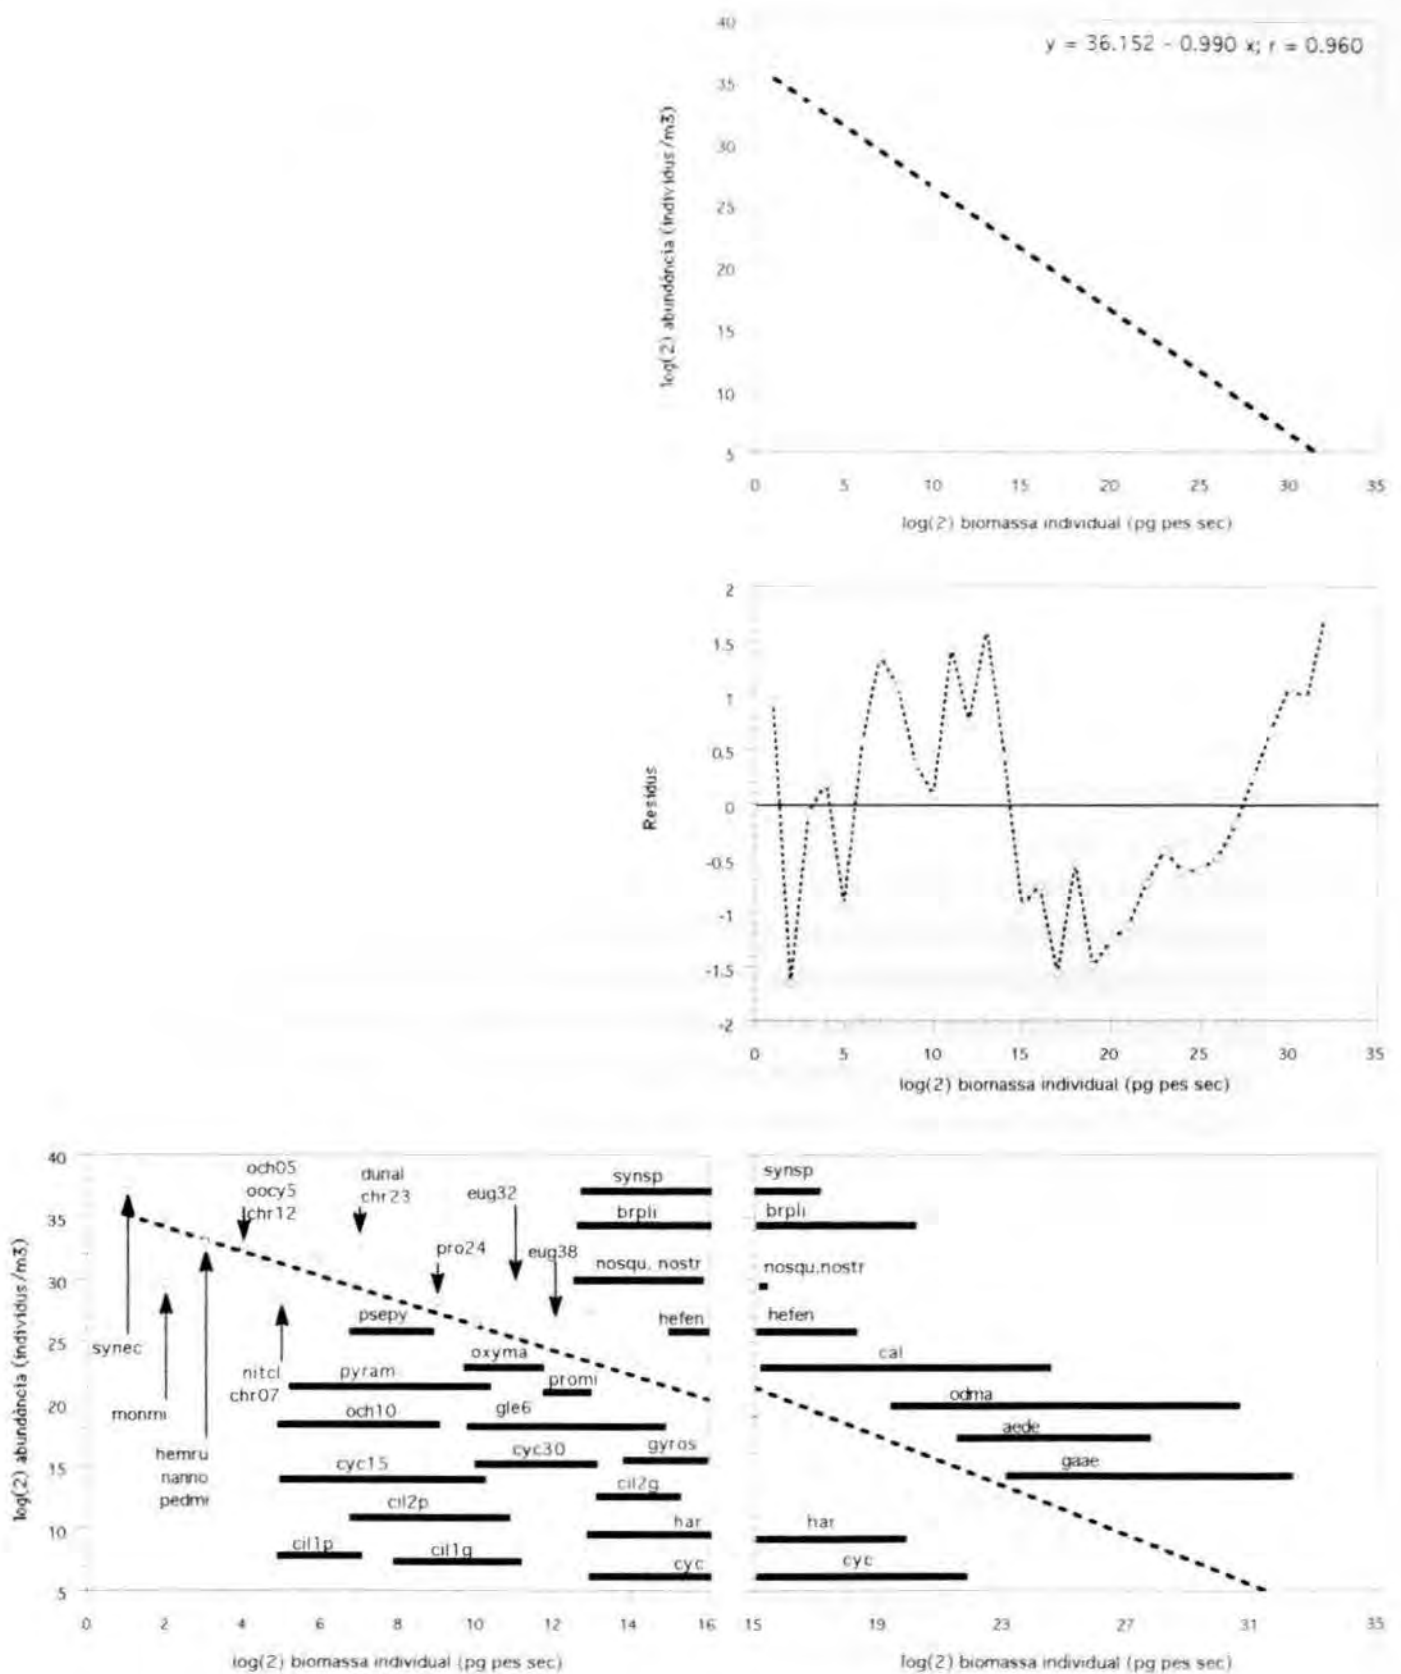 y = 36.152 - 0.990 x; r = 0.960
log(2) abundáncia (individus/m3)
40
35
30
25
20
15
10
5
0 5 10 15 20 25 30 35
log(2) biomassa individual (pg pes sec)
Residus
2
1.5
1
0.5
0
-0.5
-1
-1.5
-2
0 5 10 15 20 25 30 35
log(2) biomassa individual (pg pes sec)
log(2) abundáncia (individus/m3)
40
35
30
25
20
15
10
5
och05
oocy5
chr12
dunal
chr23
eug32
pro24
eug38
synsp
brpli
nosqu, nostr
hefen
synec
monmi
hemru
nanno
pedmi
nitcl
chr07
psepy
oxyma
pyram
promi
och10
gle6
cyc30
gyros
cyc15
cil2g
cil2p
har
cil1p
cil1g
cyc
0 2 4 6 8 10 12 14 16
log(2) biomassa individual (pg pes sec)
synsp
brpli
nosqu,nostr
hefen
cal
odma
aede
gaae
har
cyc
15 19 23 27 31 35
log(2) biomassa individual (pg pes sec)